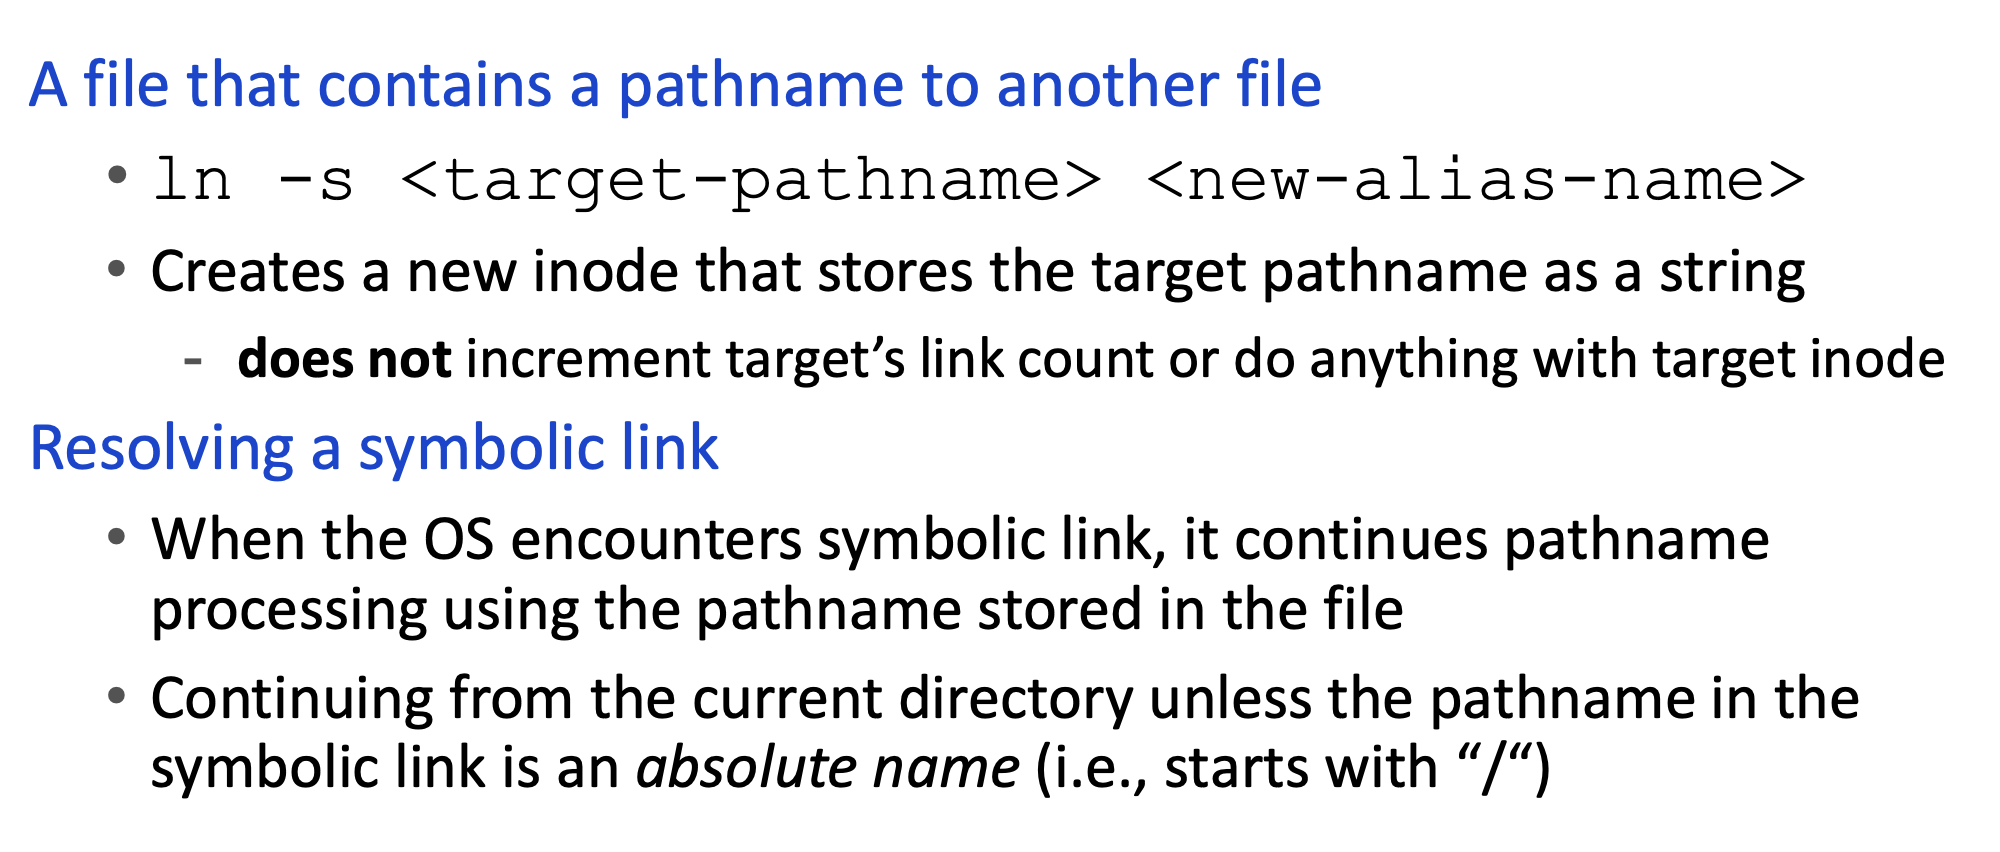 A file that contains a pathname to another file
• ln -s <target-pathname> <new-alias-name>
• Creates a new inode that stores the target pathname as a string
- does not increment target’s link count or do anything with target inode
Resolving a symbolic link
• When the OS encounters symbolic link, it continues pathname
processing using the pathname stored in the file
• Continuing from the current directory unless the pathname in the
symbolic link is an absolute name (i.e., starts with “/“)